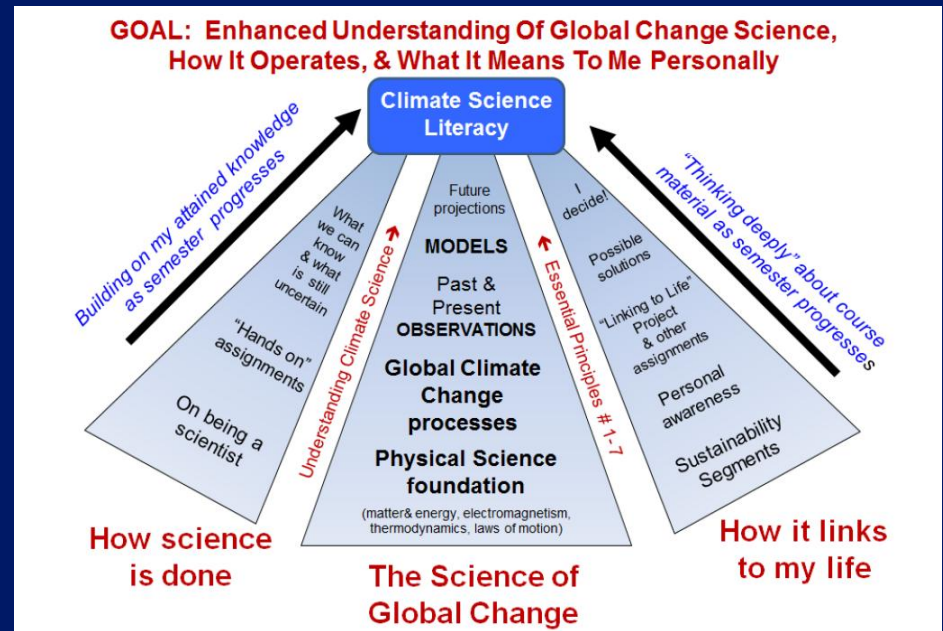 GOAL: Enhanced Understanding Of Global Change Science,
How It Operates, & What It Means To Me Personally
Climate Science
Literacy
Building on my attained knowledge
as semester progresses
What
we can
know
& what
is still
uncertain
"Hands on"
assignments
On being a
scientist
How science
is done
Understanding Climate Science →
Future
projections
MODELS
Past &
Present
OBSERVATIONS
Global Climate
Change
processes
Physical Science
foundation
(matter& energy, electromagnetism,
thermodynamics, laws of motion)
The Science of
Global Change
← Essential Principles # 1- 7
I
decide!
Possible
solutions
"Linking to Life"
Project
& other
assignments
Personal
awareness
Sustainability
Segments
How it links
to my life
"Thinking deeply" about course
material as semester progresses